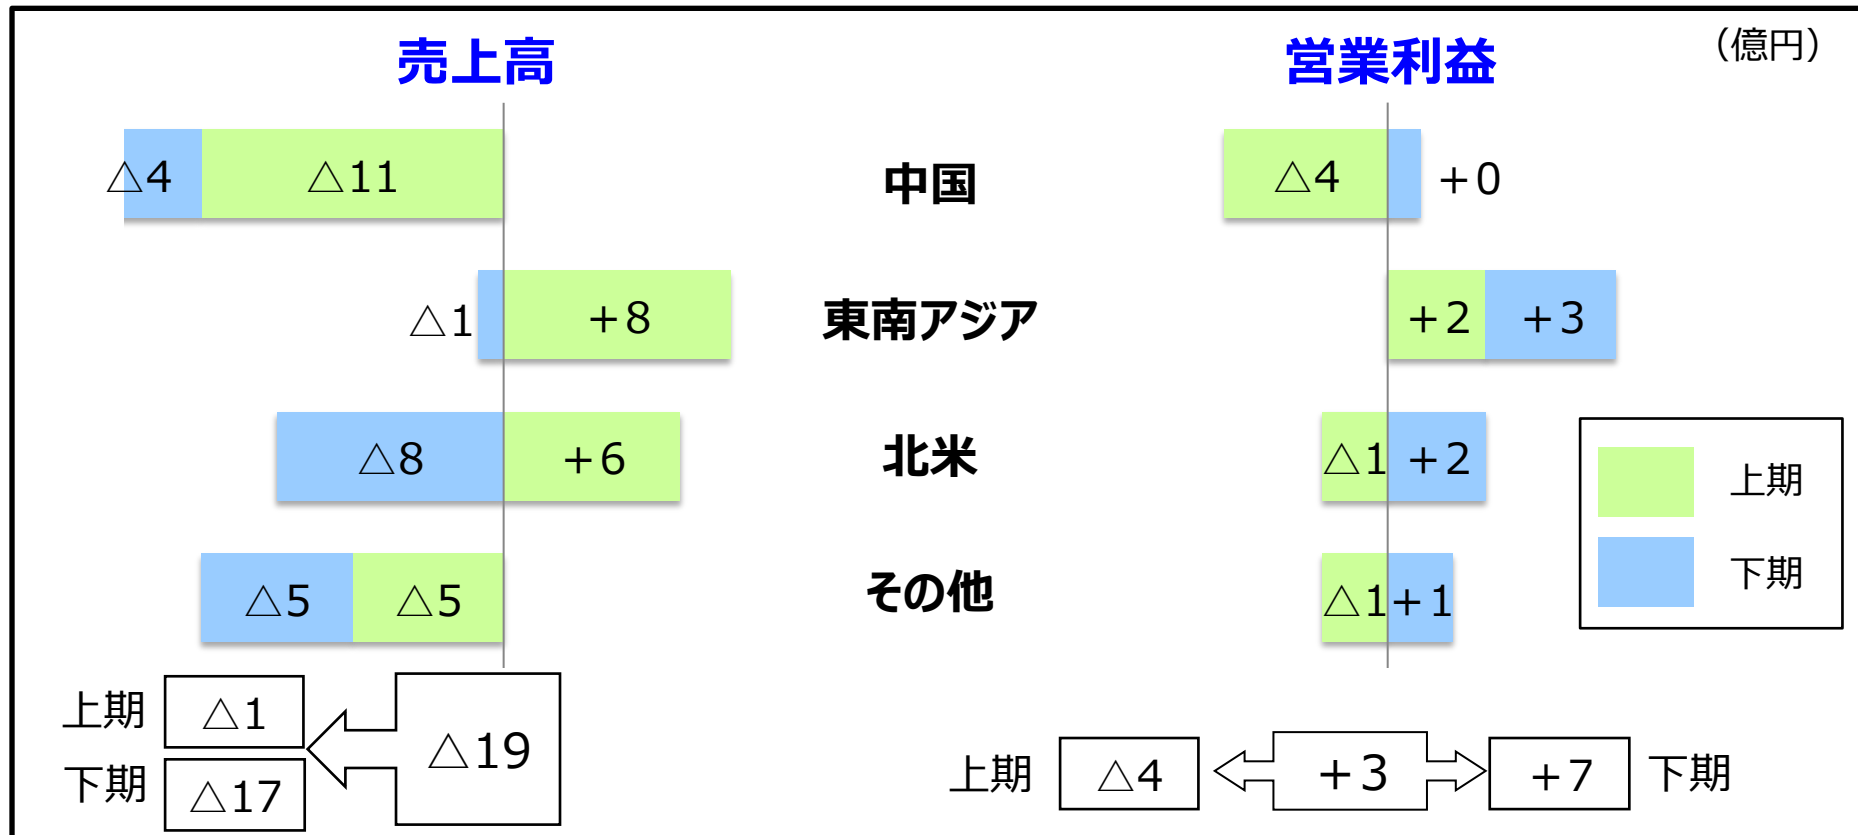 売上高
営業利益
（億円）
△4
△11
中国
△4
+0
△1
+8
東南アジア
+2
+3
△8
+6
北米
△1
+2
△5
△5
その他
△1
+1
上期
下期
上期
△1
下期
△17
△19
上期
△4
+3
+7
下期